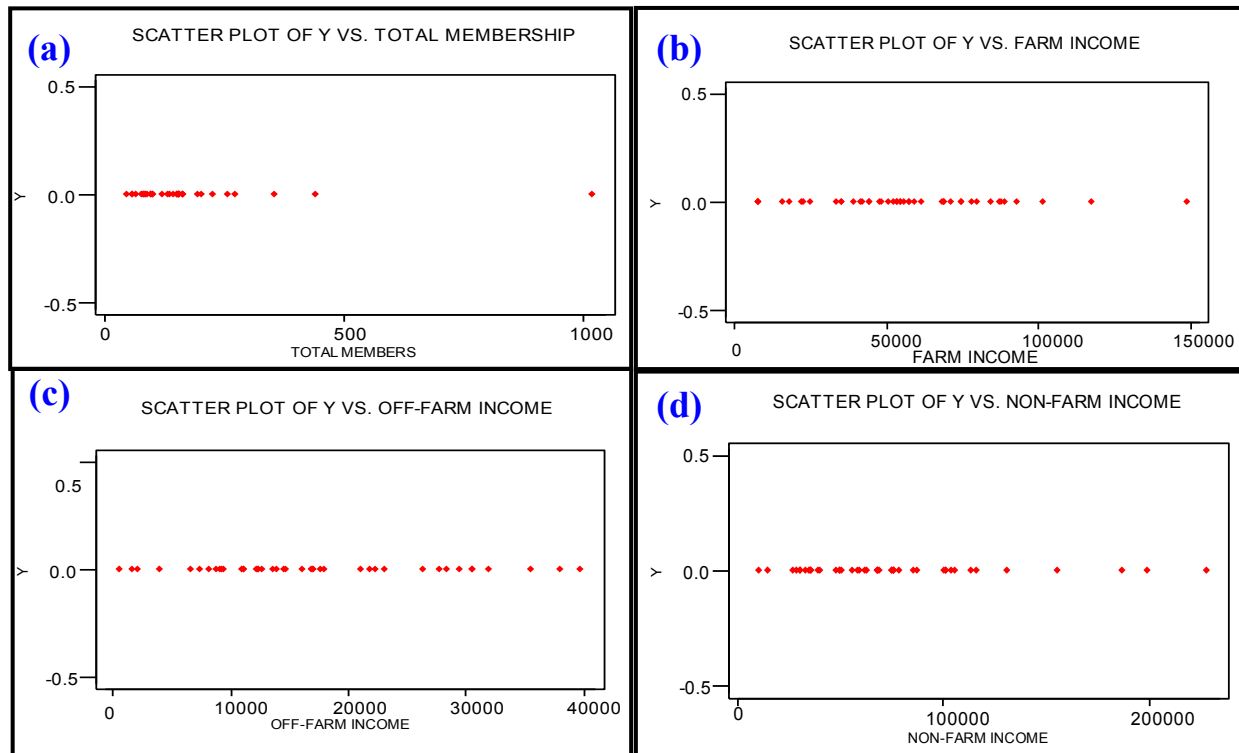 (a)
SCATTER PLOT OF Y VS. TOTAL MEMBERSHIP
0.5
Y
0.0
-0.5
0 500 1000
TOTAL MEMBERS
(b)
SCATTER PLOT OF Y VS. FARM INCOME
0.5
Y
0.0
-0.5
0 50000 100000 150000
FARM INCOME
(c)
SCATTER PLOT OF Y VS. OFF-FARM INCOME
0.5
Y
0.0
-0.5
0 10000 20000 30000 40000
OFF-FARM INCOME
(d)
SCATTER PLOT OF Y VS. NON-FARM INCOME
0.5
Y
0.0
-0.5
0 100000 200000
NON-FARM INCOME